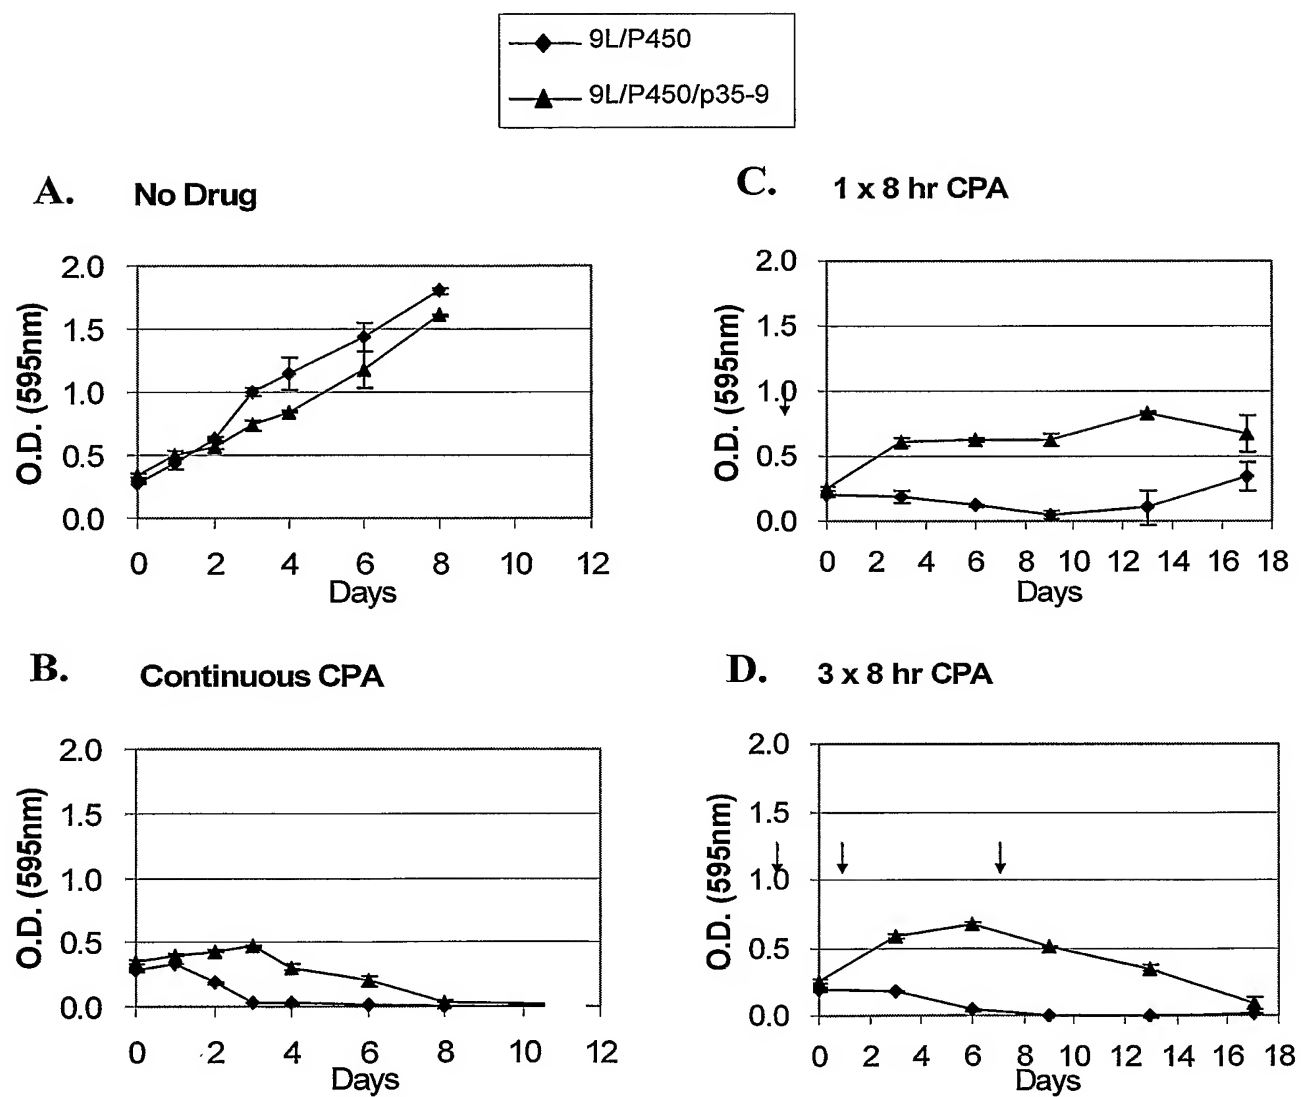 9L/P450
9L/P450/p35-9
A. No Drug
O.D. (595nm)
2.0
1.5
1.0
0.5
0.0
0 2 4 6 8 10 12
Days
B. Continuous CPA
O.D. (595nm)
2.0
1.5
1.0
0.5
0.0
0 2 4 6 8 10 12
Days
C. 1 x 8 hr CPA
O.D. (595nm)
2.0
1.5
1.0
0.5
0.0
0 2 4 6 8 10 12 14 16 18
Days
D. 3 x 8 hr CPA
O.D. (595nm)
2.0
1.5
1.0
0.5
0.0
0 2 4 6 8 10 12 14 16 18
Days